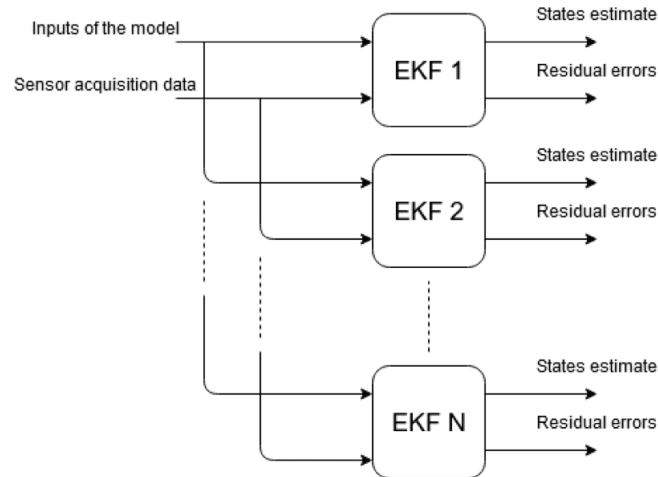 States estimate
Inputs of the model
EKF 1
Residual errors
Sensor acquisition data
States estimate
EKF 2
Residual errors
States estimate
EKF N
Residual errors